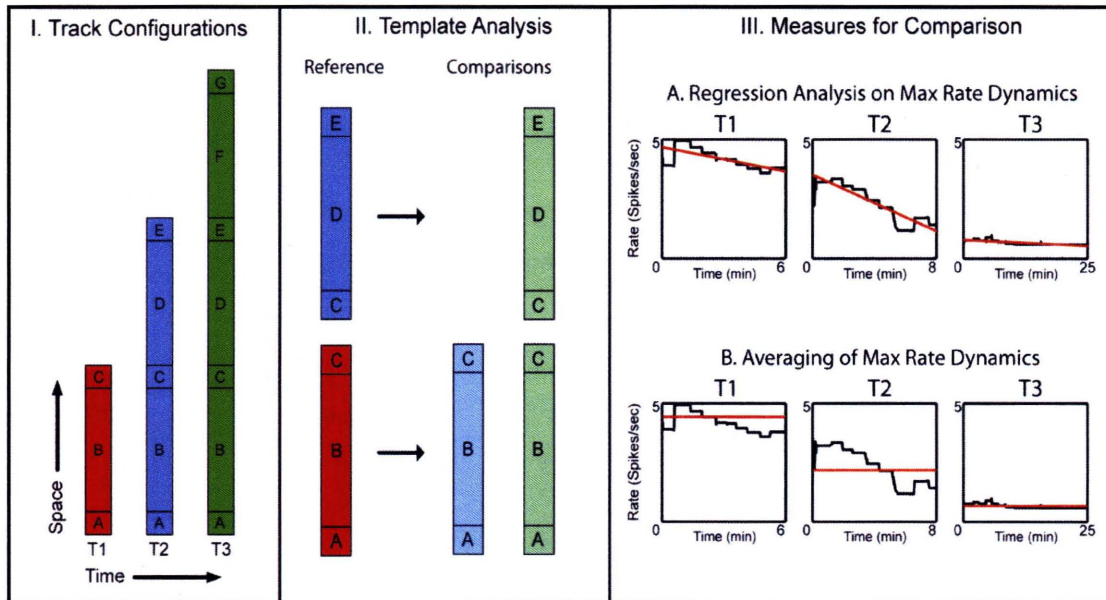 I. Track Configurations
G
F
E
E
D
D
C
C
C
B
B
B
A
A
A
T1
T2
T3
Space
Time
II. Template Analysis
Reference
Comparisons
E
E
D
D
C
C
C
C
C
B
B
B
A
A
A
III. Measures for Comparison
A. Regression Analysis on Max Rate Dynamics
T1
T2
T3
5
5
5
Rate (Spikes/sec)
0
Time (min)
6
0
Time (min)
8
0
Time (min)
25
B. Averaging of Max Rate Dynamics
T1
T2
T3
5
5
5
Rate (Spikes/sec)
0
Time (min)
6
0
Time (min)
8
0
Time (min)
25